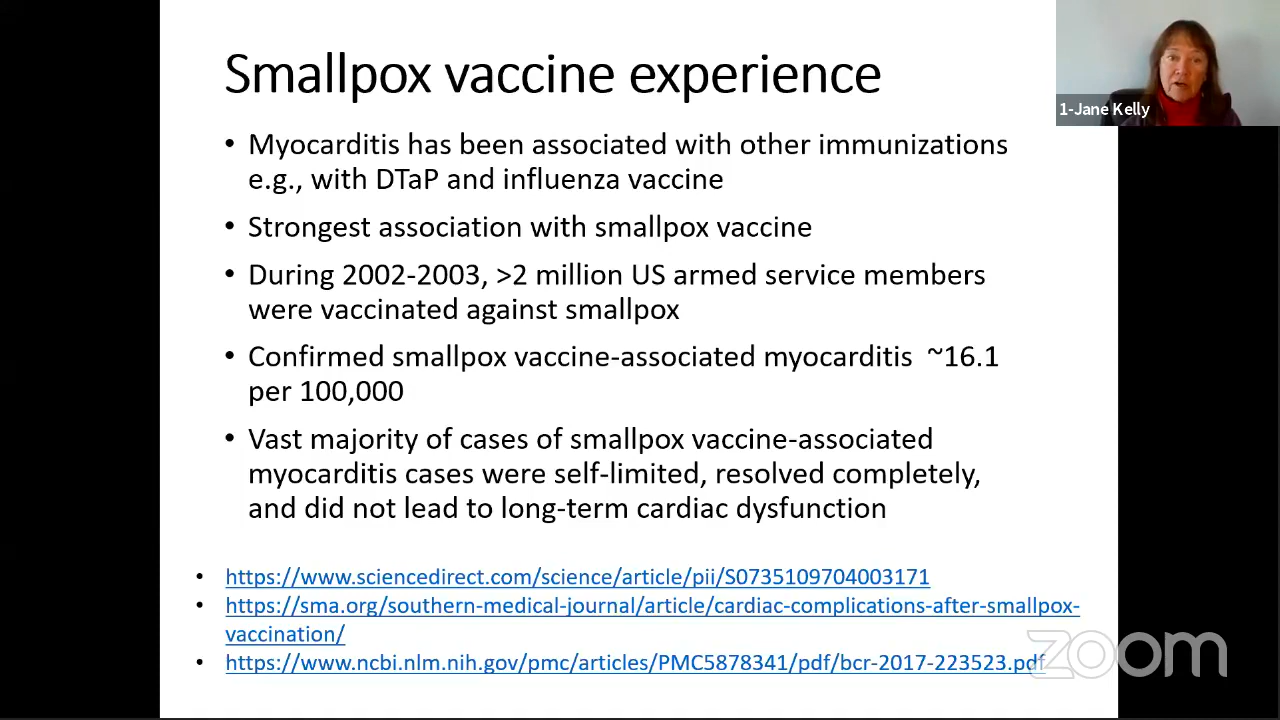 Smallpox vaccine experience
1-Jane Kelly
• Myocarditis has been associated with other immunizations
e.g., with DTaP and influenza vaccine
• Strongest association with smallpox vaccine
• During 2002-2003, >2 million US armed service members
were vaccinated against smallpox
• Confirmed smallpox vaccine-associated myocarditis ~16.1
per 100,000
• Vast majority of cases of smallpox vaccine-associated
myocarditis cases were self-limited, resolved completely,
and did not lead to long-term cardiac dysfunction
• https://www.sciencedirect.com/science/article/pii/S0735109704003171
• https://sma.org/southern-medical-journal/article/cardiac-complications-after-smallpox-
vaccination/
• https://www.ncbi.nlm.nih.gov/pmc/articles/PMC5878341/pdf/bcr-2017-223523.pdf
zoom